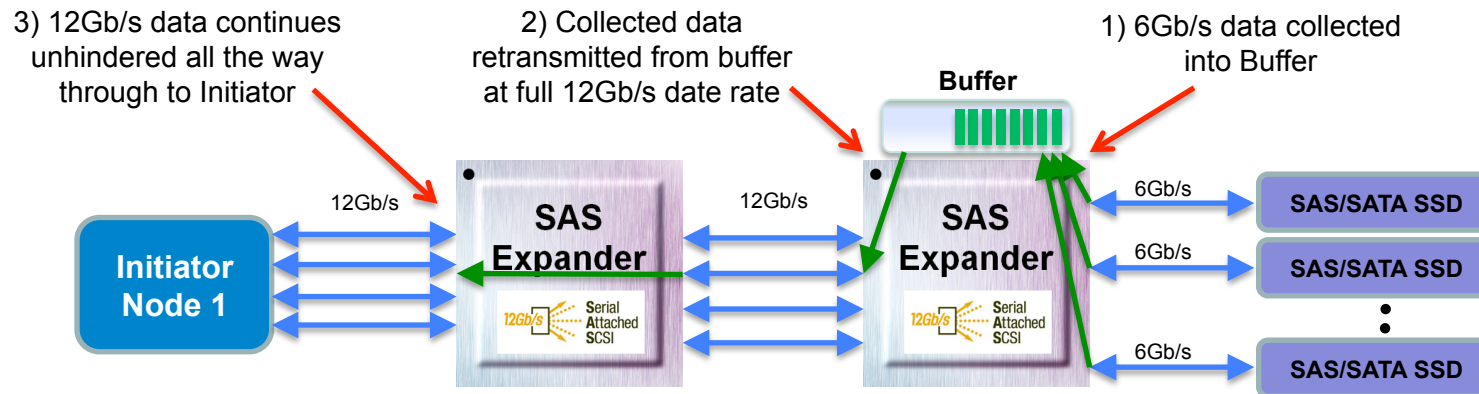 3) 12Gb/s data continues
unhindered all the way
through to Initiator
2) Collected data
retransmitted from buffer
at full 12Gb/s date rate
1) 6Gb/s data collected
into Buffer
Buffer
Initiator
Node 1
12Gb/s
SAS
Expander
12Gb/s
Serial
Attached
SCSI
12Gb/s
SAS
Expander
12Gb/s
Serial
Attached
SCSI
6Gb/s
SAS/SATA SSD
6Gb/s
SAS/SATA SSD
6Gb/s
SAS/SATA SSD